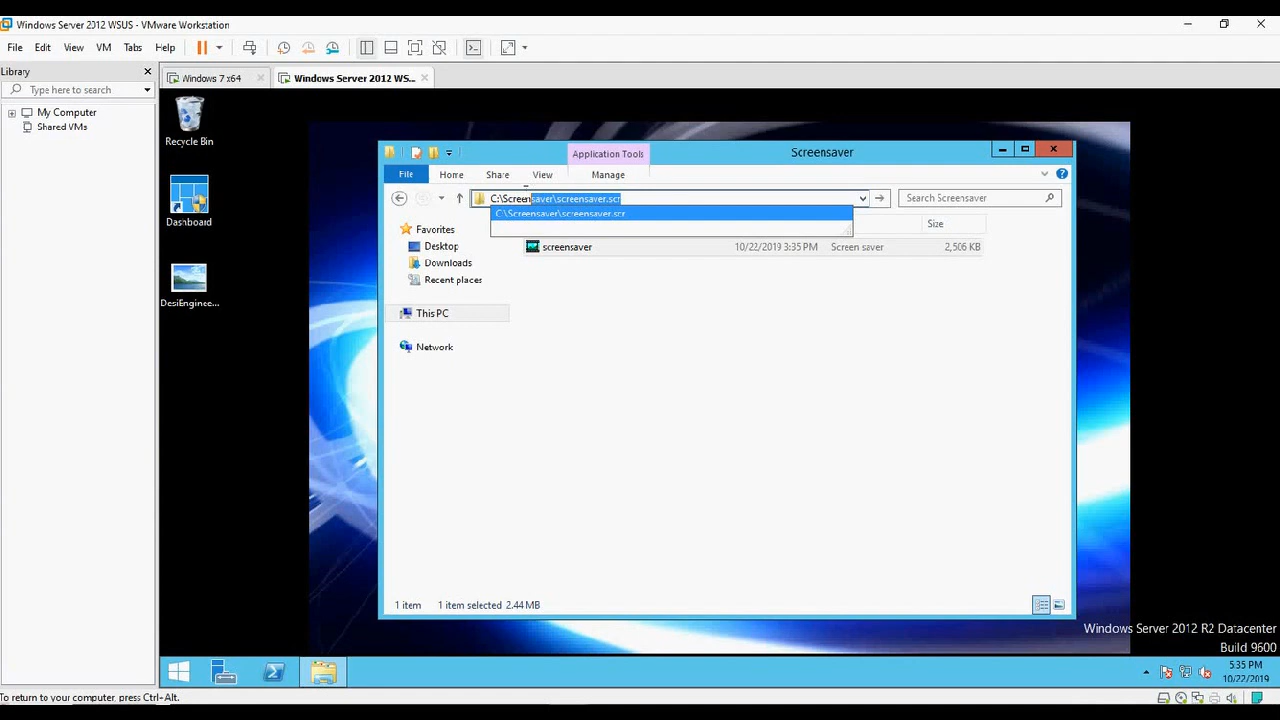 Windows Server 2012 WSUS - VMware Workstation
File Edit View VM Tabs Help
Library
Type here to search
My Computer
Shared VMs
Windows 7 x64
Windows Server 2012 WS...
Recycle Bin
Dashboard
DesiEnginee...
Application Tools
Screensaver
File Home Share View Manage
C:\Screensaver\screensaver.scr
Search Screensaver
C:\Screensaver\screensaver.scr
Size
Favorites
Desktop
Downloads
Recent places
This PC
Network
screensaver 10/22/2019 3:35 PM Screen saver 2,506 KB
1 item 1 item selected 2.44 MB
Windows Server 2012 R2 Datacenter
Build 9600
5:35 PM
10/22/2019
To return to your computer, press Ctrl+Alt.